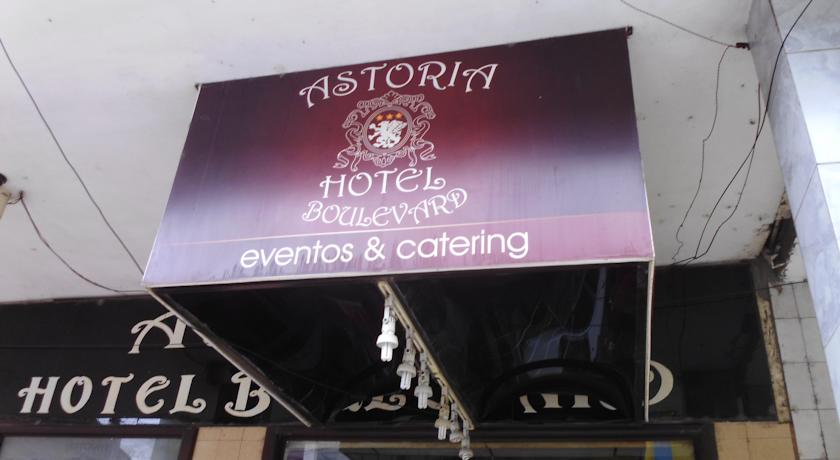 ASTORIA
HOTEL
BOULEVARD
eventos & catering
HOTEL